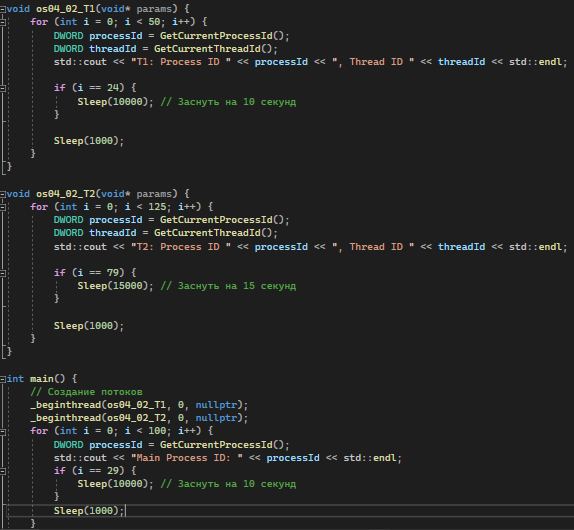 void os04_02_T1(void* params) {
for (int i = 0; i < 50; i++) {
DWORD processId = GetCurrentProcessId();
DWORD threadId = GetCurrentThreadId();
std::cout << "T1: Process ID " << processId << ", Thread ID " << threadId << std::endl;
if (i == 24) {
Sleep(10000); // Заснуть на 10 секунд
}
Sleep(1000);
}
}
void os04_02_T2(void* params) {
for (int i = 0; i < 125; i++) {
DWORD processId = GetCurrentProcessId();
DWORD threadId = GetCurrentThreadId();
std::cout << "T2: Process ID " << processId << ", Thread ID " << threadId << std::endl;
if (i == 79) {
Sleep(15000); // Заснуть на 15 секунд
}
Sleep(1000);
}
}
int main() {
// Создание потоков
_beginthread(os04_02_T1, 0, nullptr);
_beginthread(os04_02_T2, 0, nullptr);
for (int i = 0; i < 100; i++) {
DWORD processId = GetCurrentProcessId();
std::cout << "Main Process ID: " << processId << std::endl;
if (i == 29) {
Sleep(10000); // Заснуть на 10 секунд
}
Sleep(1000);
}